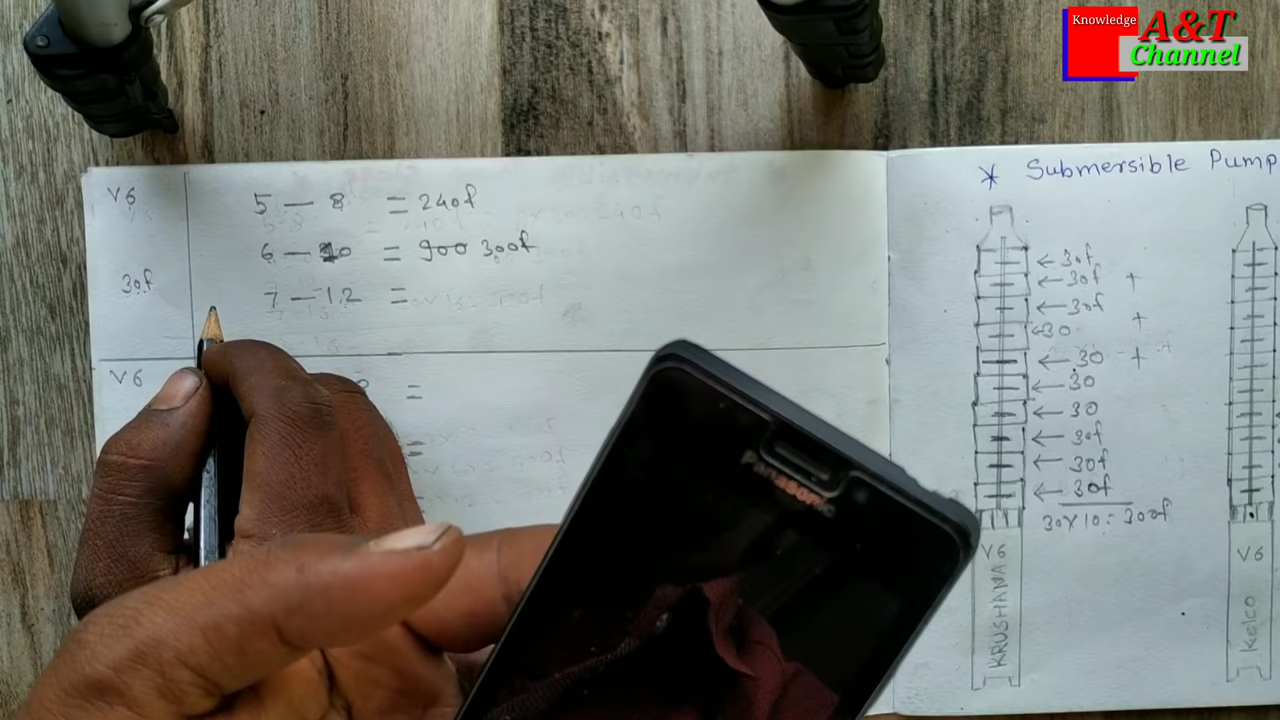 Knowledge
A&T
Channel
V6
5 — 8 = 240f
6 — 10 = 900 300f
30f
7 — 12 =
V6
=
=
Panasonic
* Submersible Pump
←30f
←30f +
←30f
←30 +
←30 +
←30
←30
←30f
←30f
←30f
30X10=300f
V6
KRUSHANA
V6
Kelco